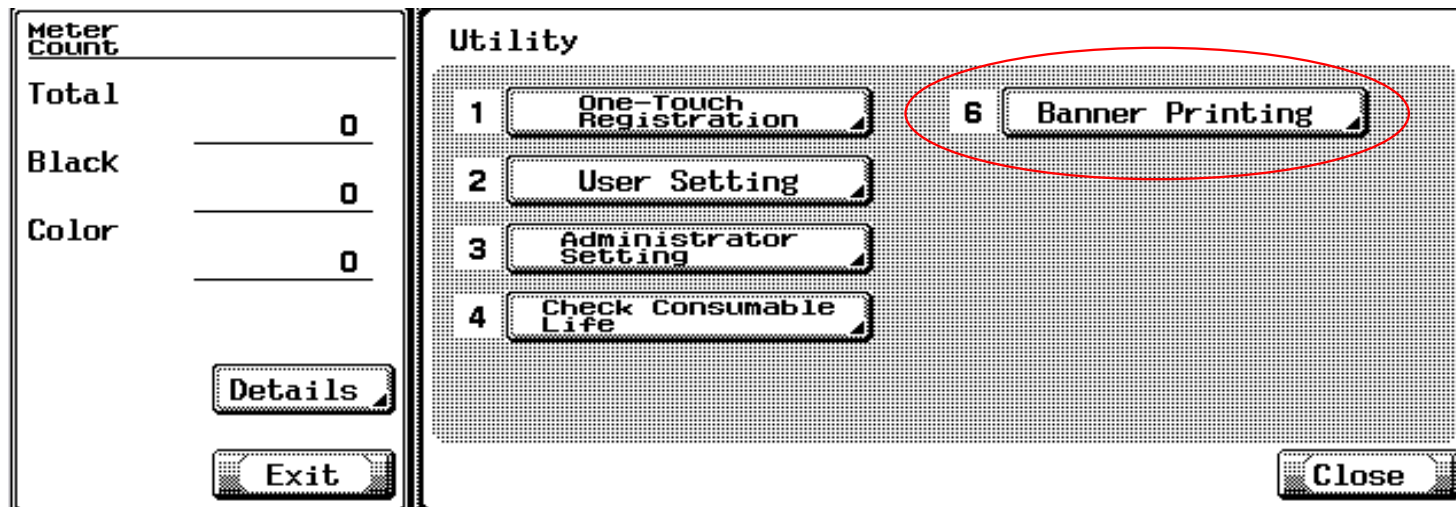 Meter
Count
Total
0
Black
0
Color
0
Details
Exit
Utility
1 One-Touch
Registration
2 User Setting
3 Administrator
Setting
4 Check Consumable
Life
6 Banner Printing
Close